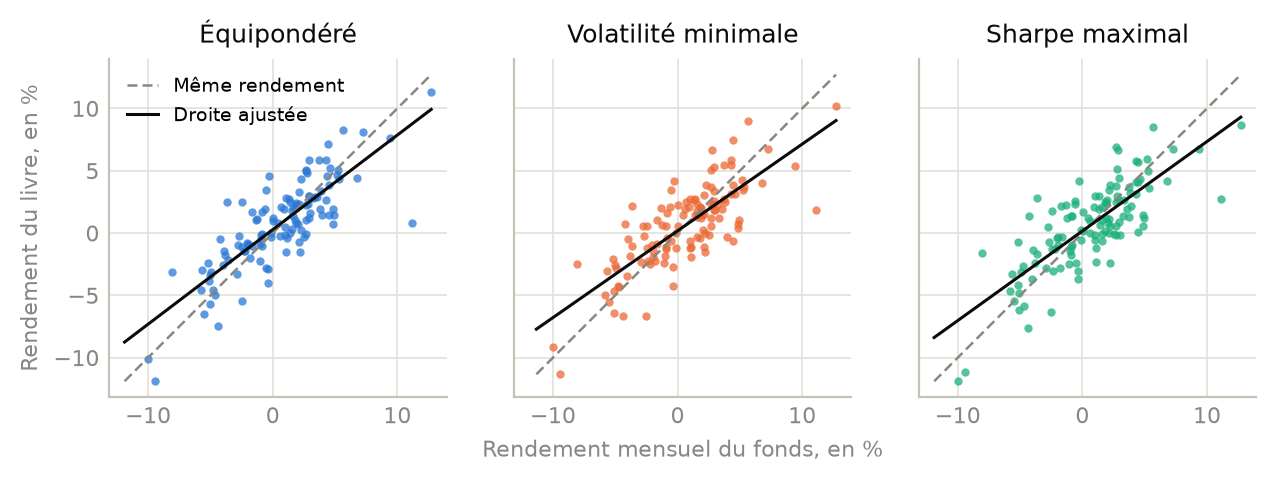 Équipondéré
Volatilité minimale
Sharpe maximal
Même rendement
Droite ajustée
Rendement du livre, en %
10
5
0
−5
−10
−10 0 10
−10 0 10
−10 0 10
Rendement mensuel du fonds, en %